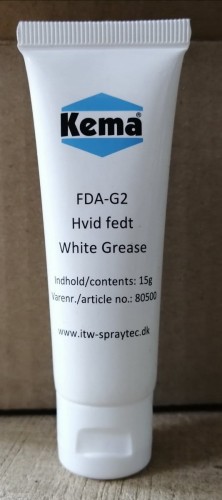 Kema®
FDA-G2
Hvid fedt
White Grease
Indhold/contents: 15g
Varenr./article no.: 80500
www.itw-spraytec.dk